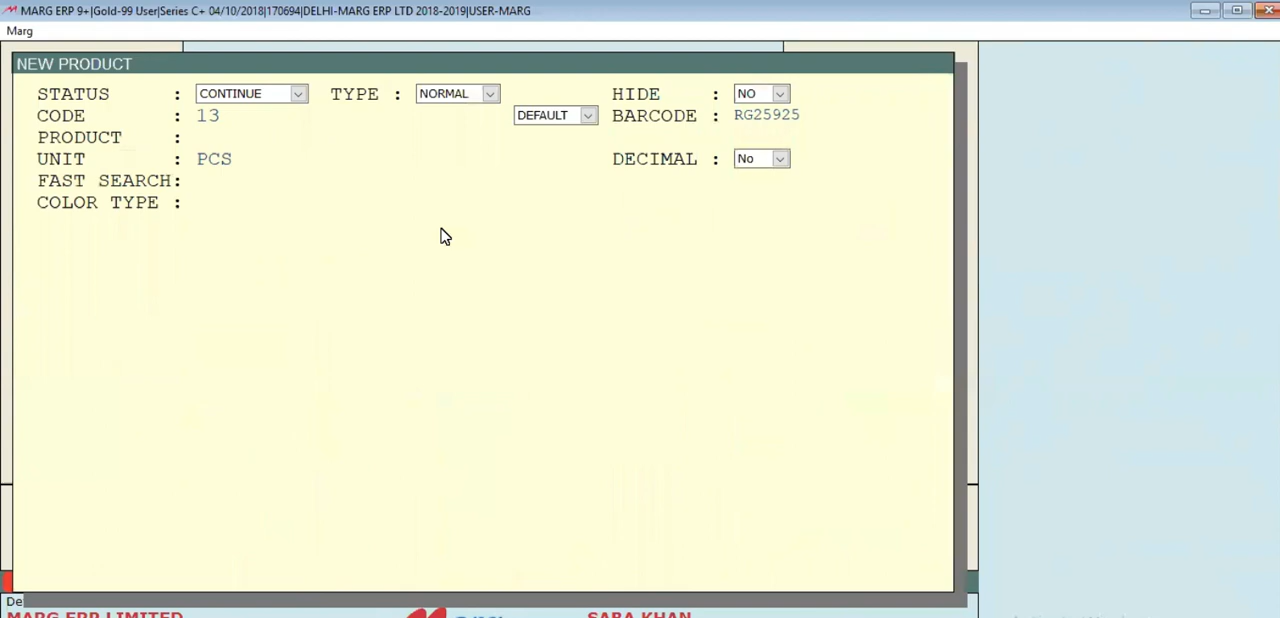 MARG ERP 9+|Gold-99 User|Series C+ 04/10/2018|170694|DELHI-MARG ERP LTD 2018-2019|USER-MARG
Marg
NEW PRODUCT
STATUS : CONTINUE TYPE : NORMAL HIDE : NO
CODE : 13 DEFAULT BARCODE : RG25925
PRODUCT :
UNIT : PCS DECIMAL : No
FAST SEARCH:
COLOR TYPE :
De
MARG ERP LIMITED SABA KHAN